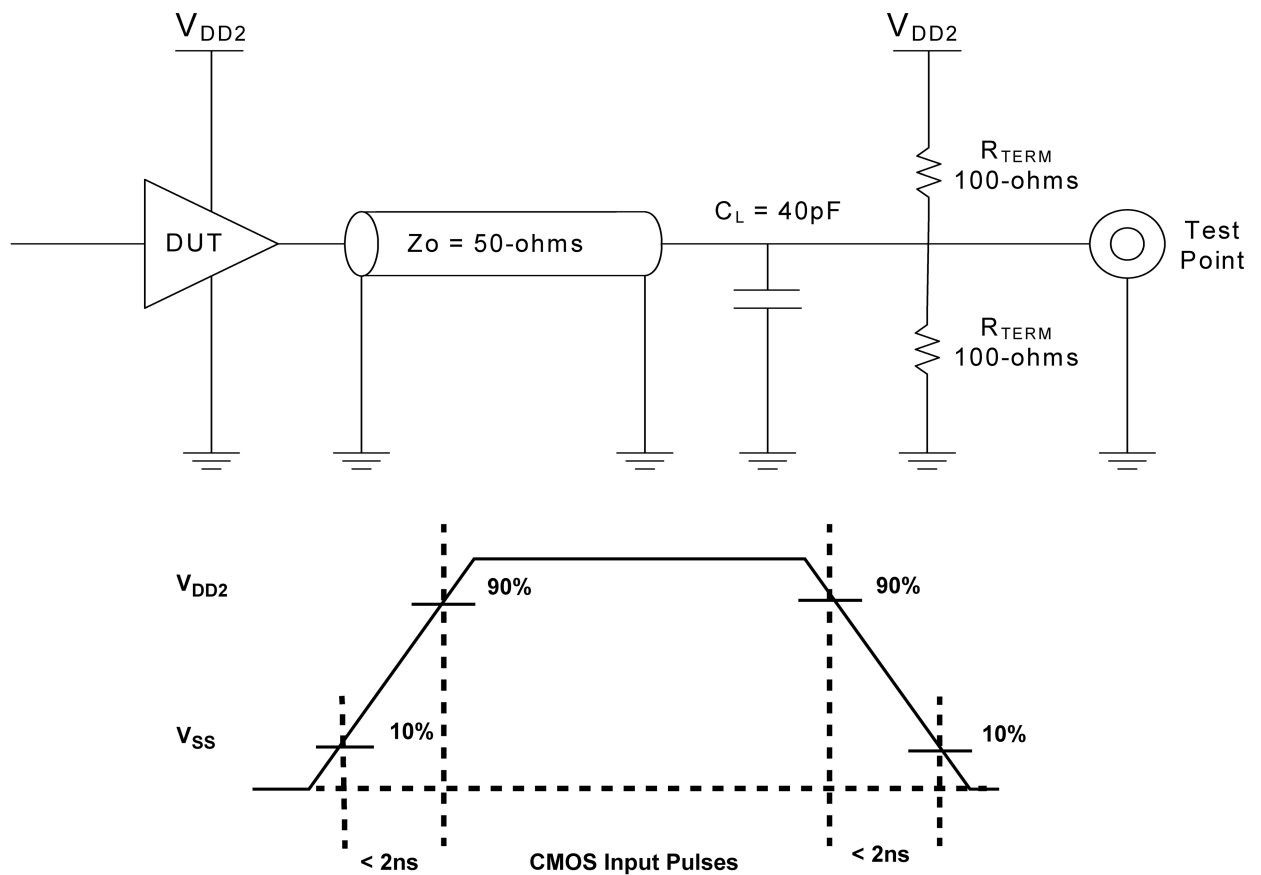 VDD2
VDD2
RTERM
100-ohms
CL = 40pF
DUT
Zo = 50-ohms
Test
Point
RTERM
100-ohms
VDD2
90%
90%
VSS
10%
10%
< 2ns
CMOS Input Pulses
< 2ns